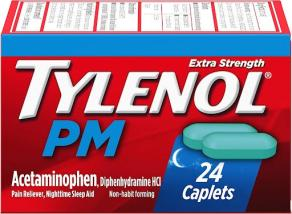 Extra Strength
TYLENOL
PM
Acetaminophen, Diphenhydramine HCl
Pain Reliever, Nighttime Sleep Aid Non-habit forming
24
Caplets